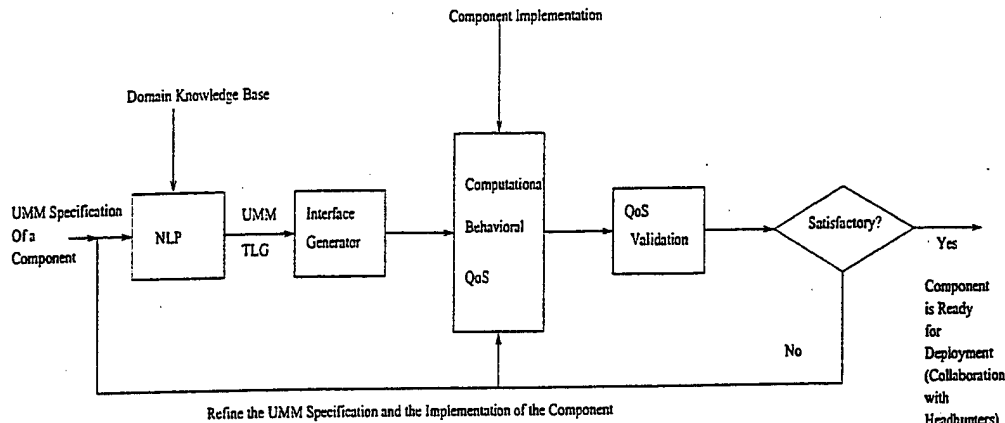 Component Implementation
Domain Knowledge Base
UMM Specification
Of a
Component
NLP
UMM
TLG
Interface
Generator
Computational
Behavioral
QoS
QoS
Validation
Satisfactory?
Yes
No
Component
is Ready
for
Deployment
(Collaboration
with
Headhunters)
Refine the UMM Specification and the Implementation of the Component